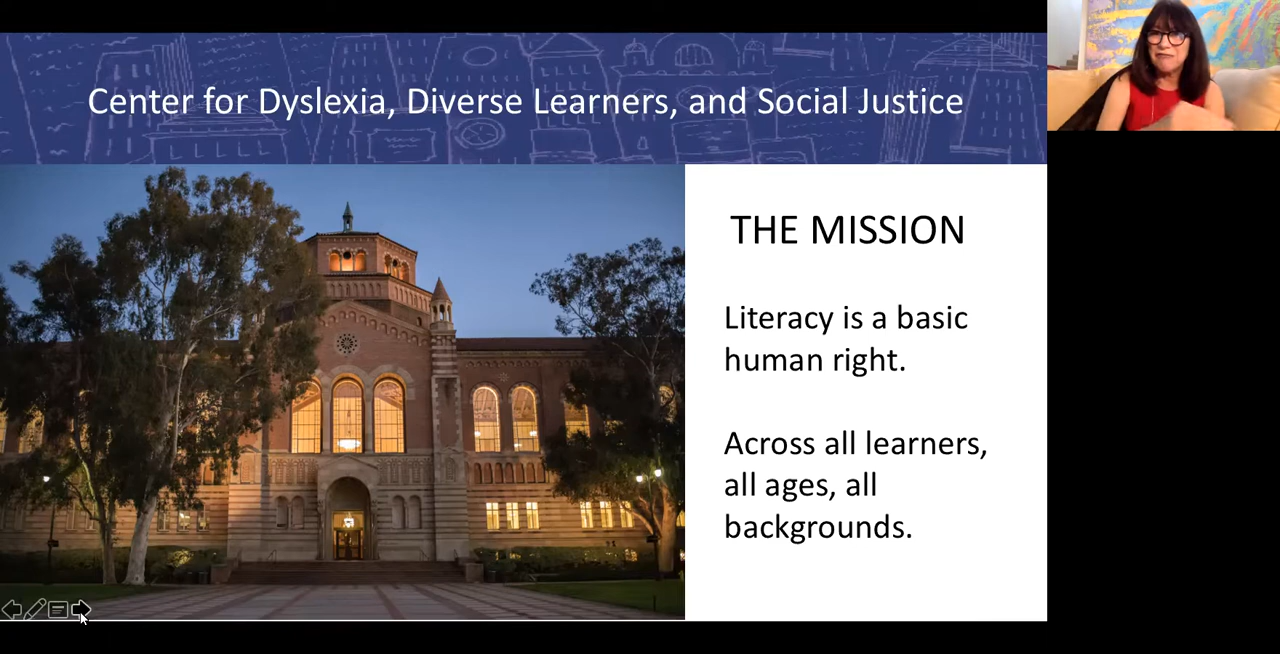 Center for Dyslexia, Diverse Learners, and Social Justice
THE MISSION
Literacy is a basic
human right.
Across all learners,
all ages, all
backgrounds.